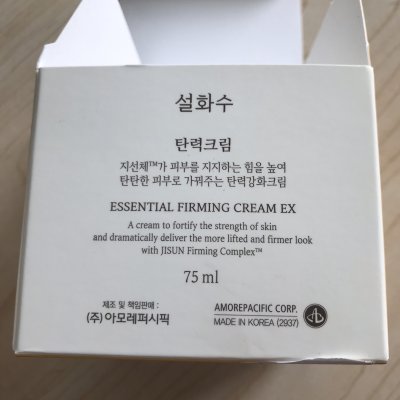 설화수
탄력크림
지선체™가 피부를 지지하는 힘을 높여
탄탄한 피부로 가꿔주는 탄력강화크림
ESSENTIAL FIRMING CREAM EX
A cream to fortify the strength of skin
and dramatically deliver the more lifted and firmer look
with JISUN Firming Complex™
75 ml
제조 및 책임판매 :
(주)아모레퍼시픽
AMOREPACIFIC CORP.
MADE IN KOREA (2937)